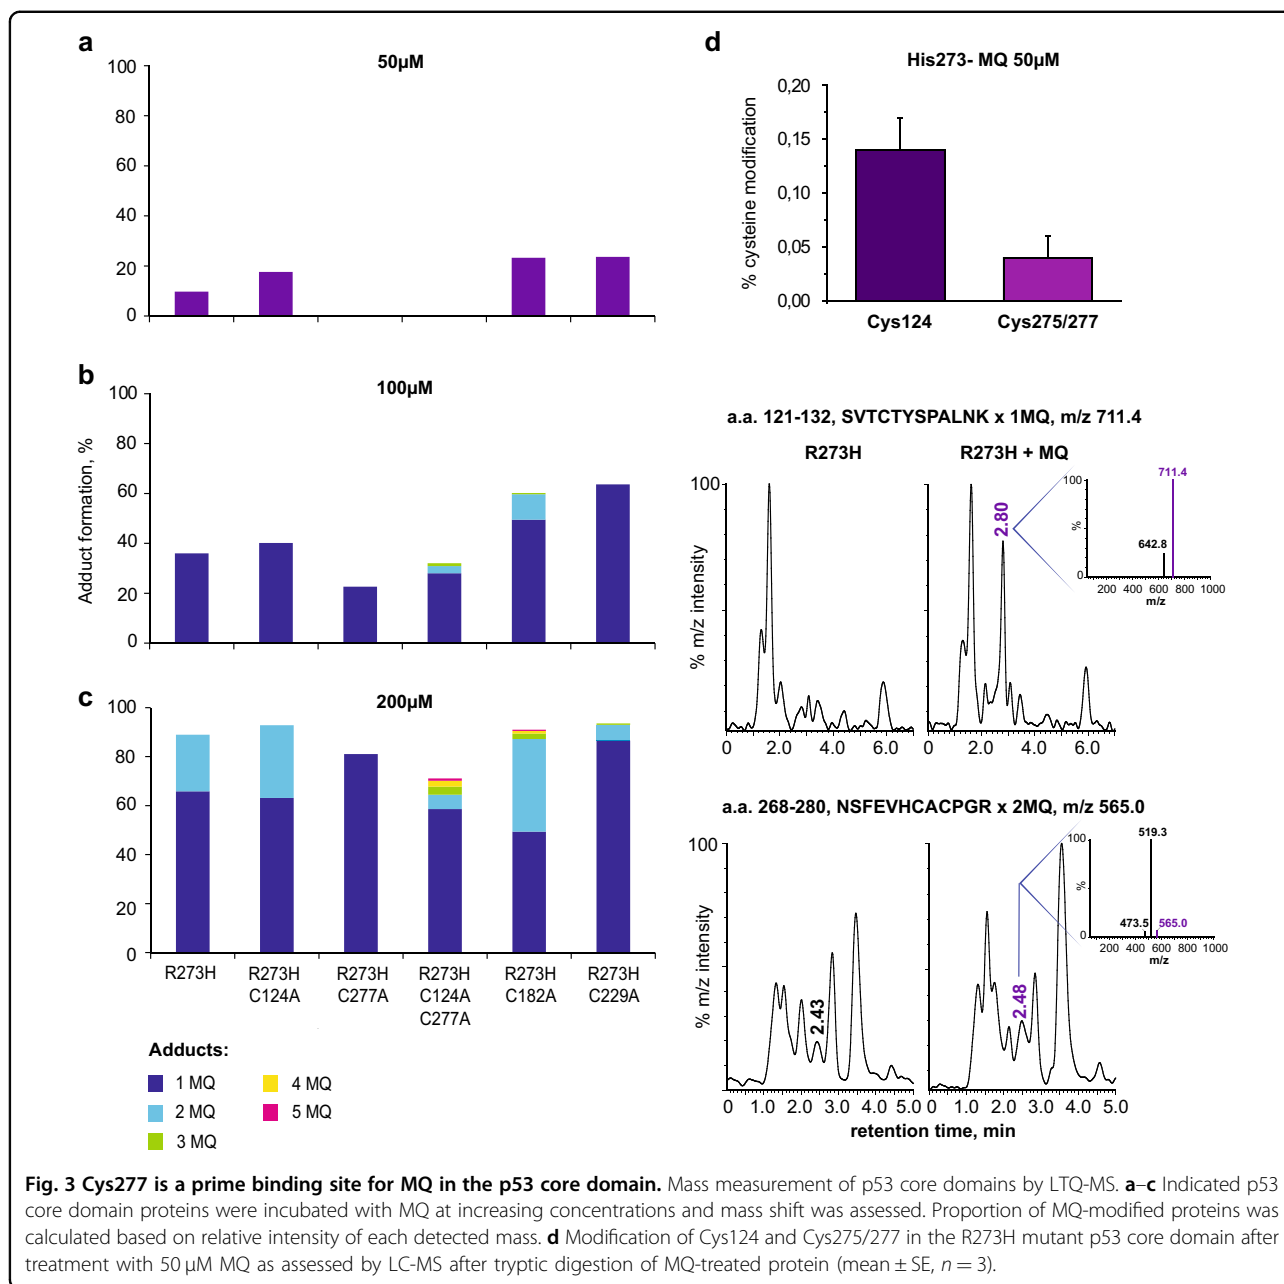 a
50µM
100
80
60
40
20
0
b
100µM
100
80
60
40
20
0
Adduct formation, %
c
200µM
100
80
60
40
20
0
R273H
R273H
C124A
R273H
C277A
R273H
C124A
C277A
R273H
C182A
R273H
C229A
Adducts:
1 MQ
2 MQ
3 MQ
4 MQ
5 MQ
d
His273- MQ 50µM
% cysteine modification
0,20
0,15
0,10
0,05
0,00
Cys124
Cys275/277
a.a. 121-132, SVTCTYSPALNK x 1MQ, m/z 711.4
R273H
R273H + MQ
% m/z intensity
100
0
2.0
4.0
6.0
100
2.80
0
2.0
4.0
6.0
711.4
100
%
642.8
0
200 400 600 800 1000
m/z
a.a. 268-280, NSFEVHCACPGR x 2MQ, m/z 565.0
% m/z intensity
100
2.43
0 1.0 2.0 3.0 4.0 5.0
100
2.48
0 1.0 2.0 3.0 4.0 5.0
519.3
100
%
473.5
565.0
0
200 400 600 800 1000
m/z
retention time, min
Fig. 3 Cys277 is a prime binding site for MQ in the p53 core domain. Mass measurement of p53 core domains by LTQ-MS. a–c Indicated p53
core domain proteins were incubated with MQ at increasing concentrations and mass shift was assessed. Proportion of MQ-modified proteins was
calculated based on relative intensity of each detected mass. d Modification of Cys124 and Cys275/277 in the R273H mutant p53 core domain after
treatment with 50 µM MQ as assessed by LC-MS after tryptic digestion of MQ-treated protein (mean ± SE, n = 3).